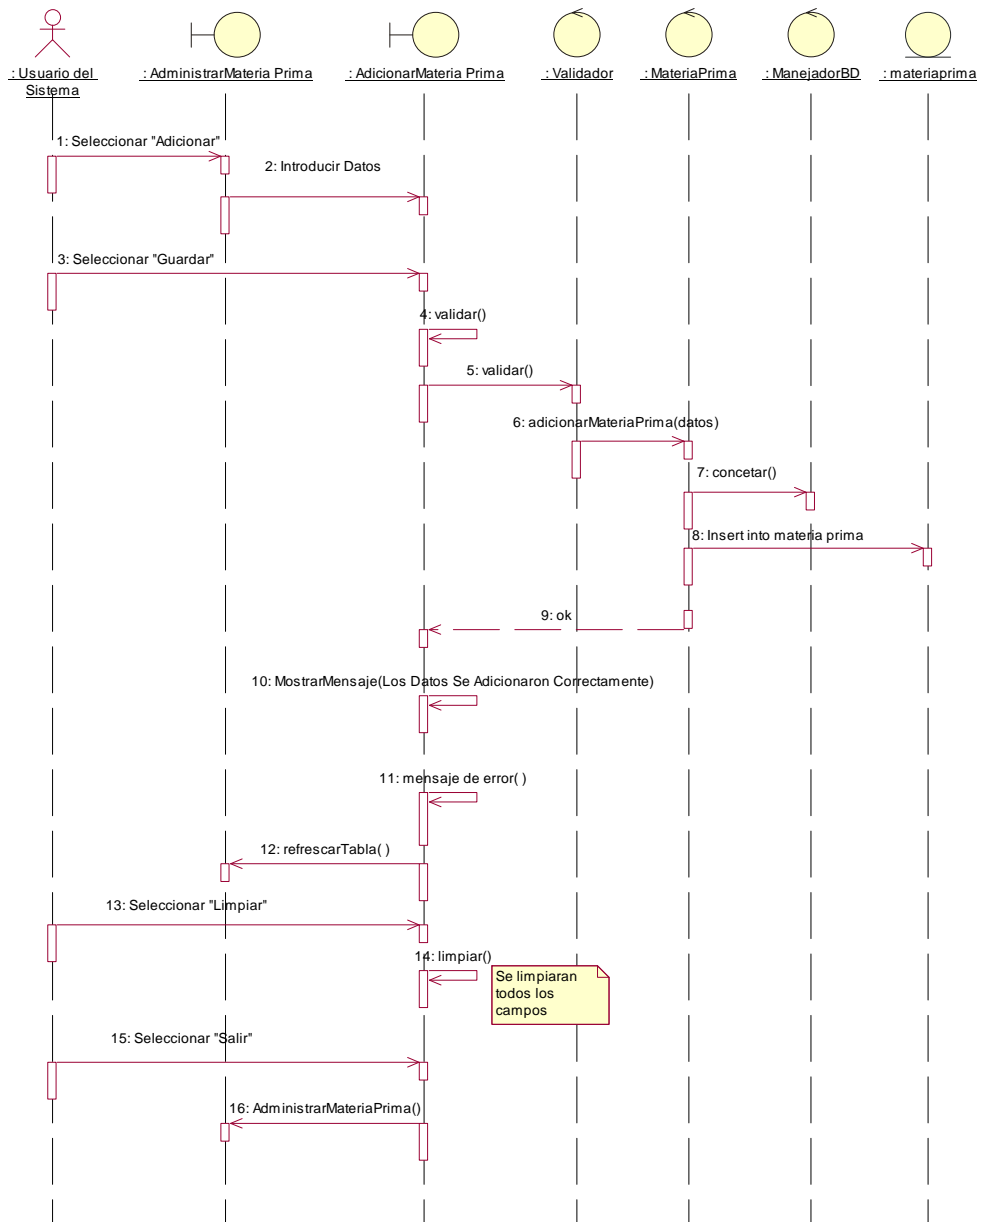 : Usuario del
Sistema
: AdministrarMateria Prima
: AdicionarMateria Prima
: Validador
: MateriaPrima
: ManejadorBD
: materiaprima
1: Seleccionar "Adicionar"
2: Introducir Datos
3: Seleccionar "Guardar"
4: validar()
5: validar()
6: adicionarMateriaPrima(datos)
7: concetar()
8: Insert into materia prima
9: ok
10: MostrarMensaje(Los Datos Se Adicionaron Correctamente)
11: mensaje de error( )
12: refrescarTabla( )
13: Seleccionar "Limpiar"
14: limpiar()
Se limpiaran
todos los
campos
15: Seleccionar "Salir"
16: AdministrarMateriaPrima()